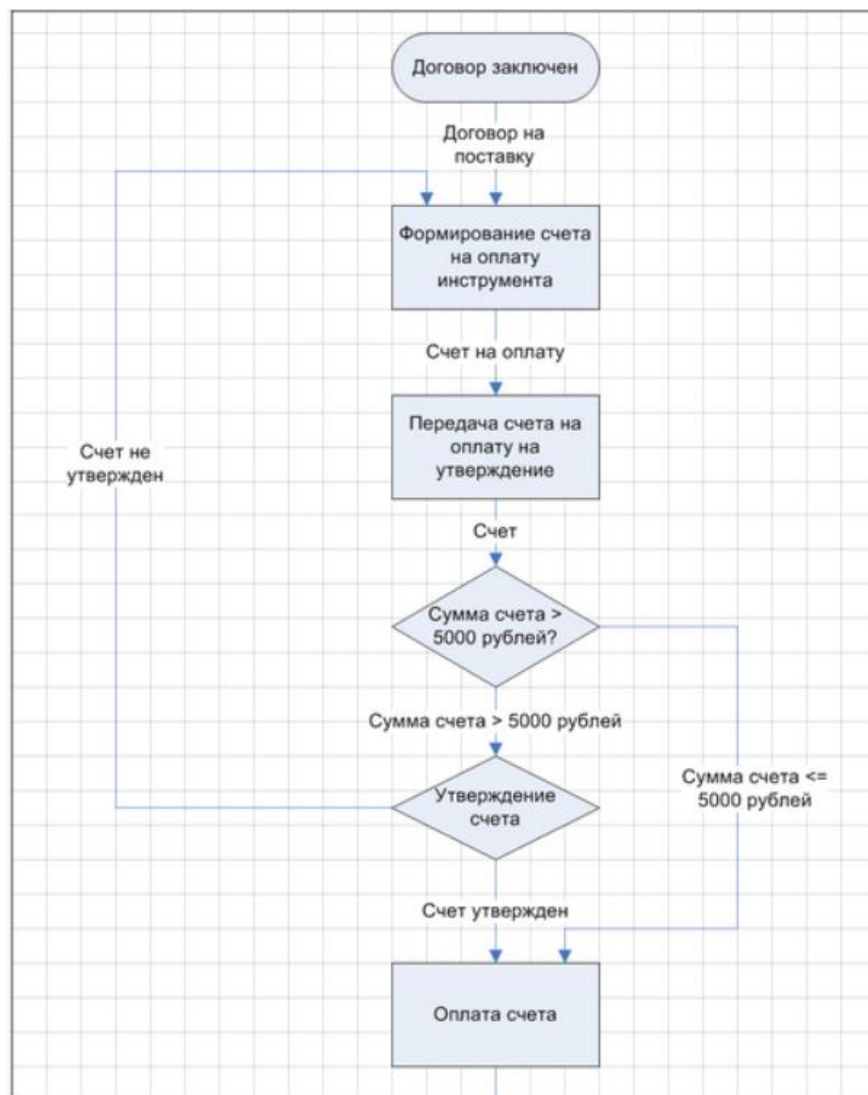 Договор заключен
Договор на
поставку
Формирование счета
на оплату
инструмента
Счет на оплату
Передача счета на
оплату на
утверждение
Счет не
утвержден
Счет
Сумма счета >
5000 рублей?
Сумма счета > 5000 рублей
Сумма счета <=
5000 рублей
Утверждение
счета
Счет утвержден
Оплата счета